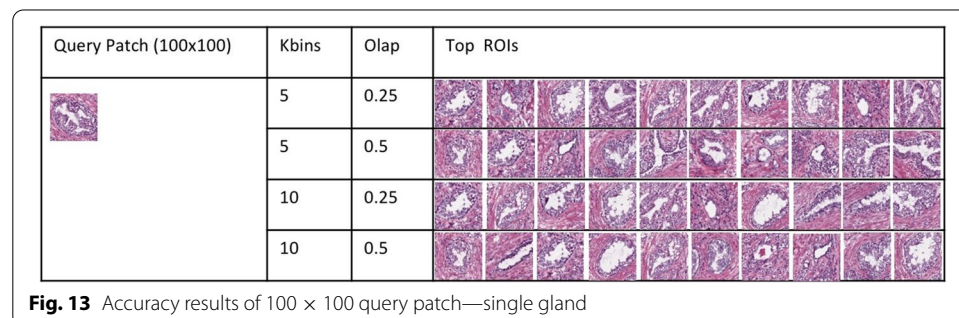 Query Patch (100x100) Kbins Olap Top ROIs
5 0.25
5 0.5
10 0.25
10 0.5
Fig. 13 Accuracy results of 100 × 100 query patch—single gland